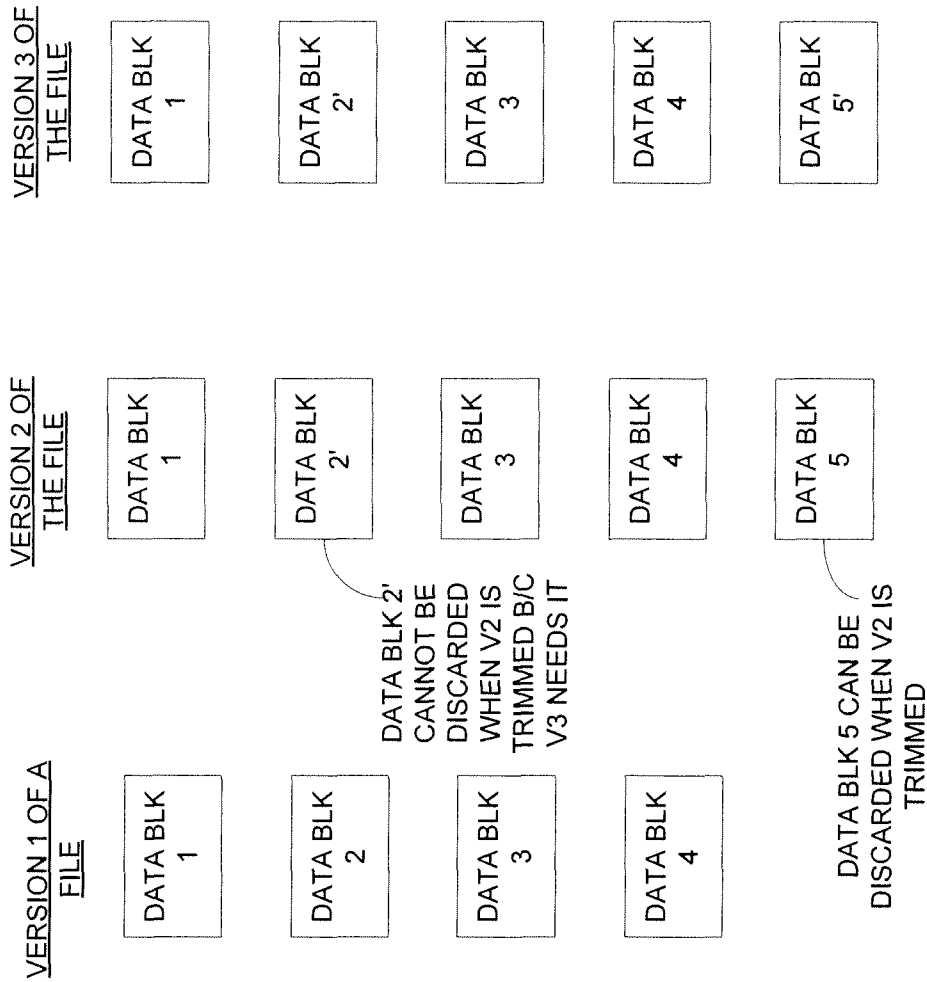 VERSION 1 OF A
FILE
DATA BLK
1
DATA BLK
2
DATA BLK
3
DATA BLK
4
VERSION 2 OF
THE FILE
DATA BLK
1
DATA BLK
2'
DATA BLK
3
DATA BLK
4
DATA BLK
5
DATA BLK 2'
CANNOT BE
DISCARDED
WHEN V2 IS
TRIMMED B/C
V3 NEEDS IT
DATA BLK 5 CAN BE
DISCARDED WHEN V2 IS
TRIMMED
VERSION 3 OF
THE FILE
DATA BLK
1
DATA BLK
2'
DATA BLK
3
DATA BLK
4
DATA BLK
5'